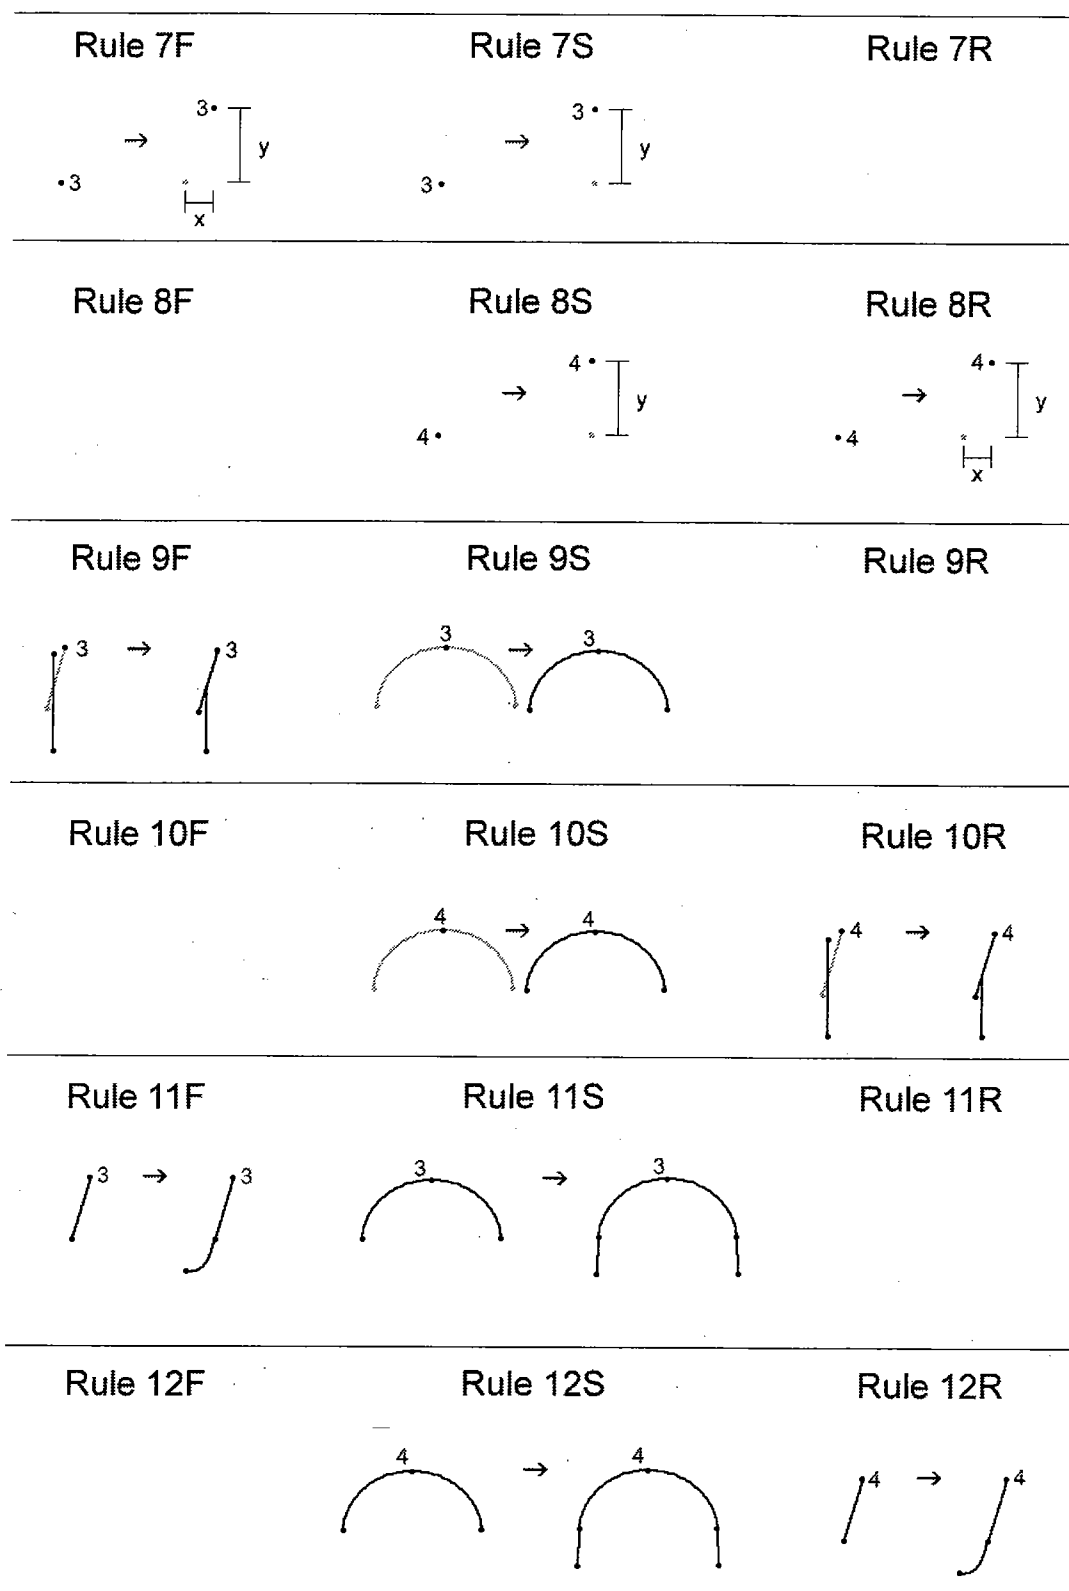 Rule 7F Rule 7S Rule 7R
3 → 3 y x
3 → 3 y
Rule 8F Rule 8S Rule 8R
4 → 4 y
4 → 4 y x
Rule 9F Rule 9S Rule 9R
3 → 3
3 → 3
Rule 10F Rule 10S Rule 10R
4 → 4
4 → 4
Rule 11F Rule 11S Rule 11R
3 → 3
3 → 3
Rule 12F Rule 12S Rule 12R
4 → 4
4 → 4